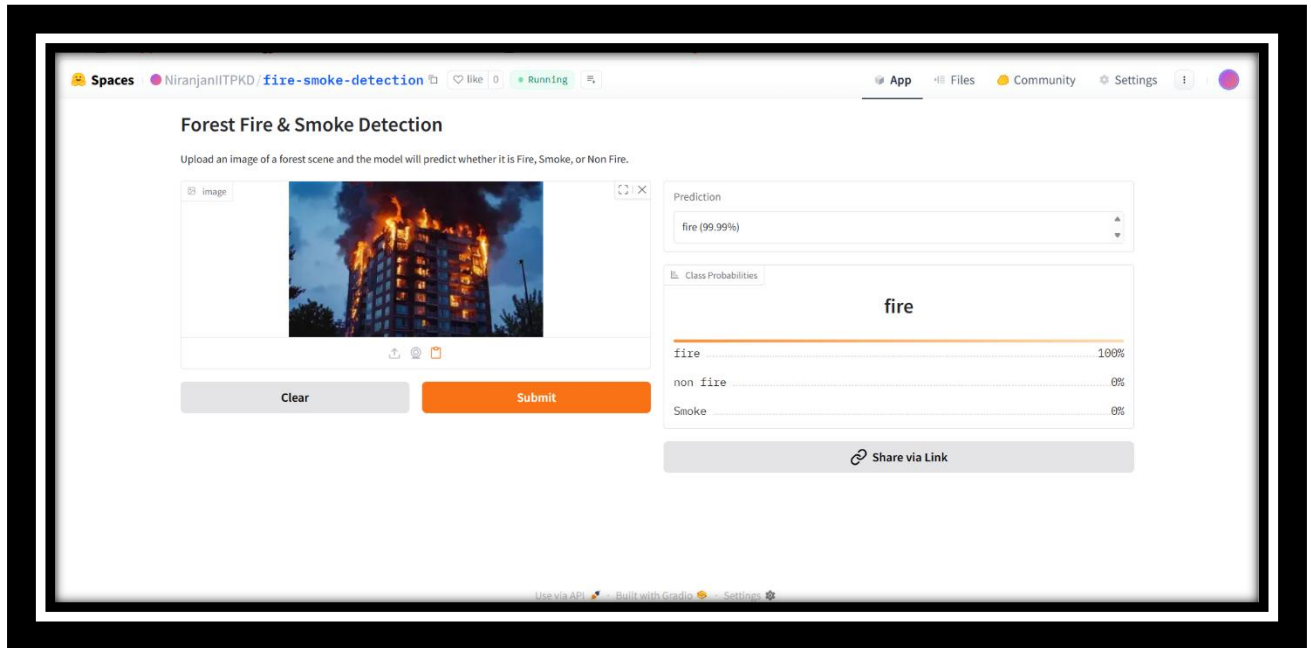 Spaces NiranjanIITPKD/fire-smoke-detection like 0 Running App Files Community Settings
Forest Fire & Smoke Detection
Upload an image of a forest scene and the model will predict whether it is Fire, Smoke, or Non Fire.
image
Clear Submit
Prediction
fire (99.99%)
Class Probabilities
fire
fire 100%
non fire 0%
Smoke 0%
Share via Link
Use via API · Built with Gradio · Settings